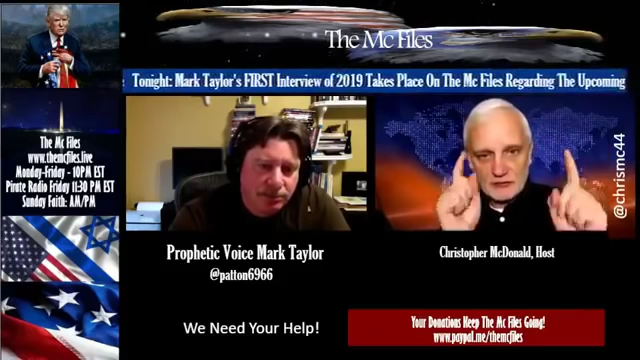 The Mc Files
: Tonight: Mark Taylor's FIRST Interview of 2019 Takes Place On The Mc Files Regarding The Upcoming
The Mc Files
www.themcfiles.live
Monday-Friday - 10PM EST
Pirate Radio Friday 11:30 PM EST
Sunday Faith: AM/PM
@chrismc44
Prophetic Voice Mark Taylor
@patton6966
Christopher McDonald, Host
We Need Your Help!
Your Donations Keep The Mc Files Going!
www.paypal.me/themcfiles